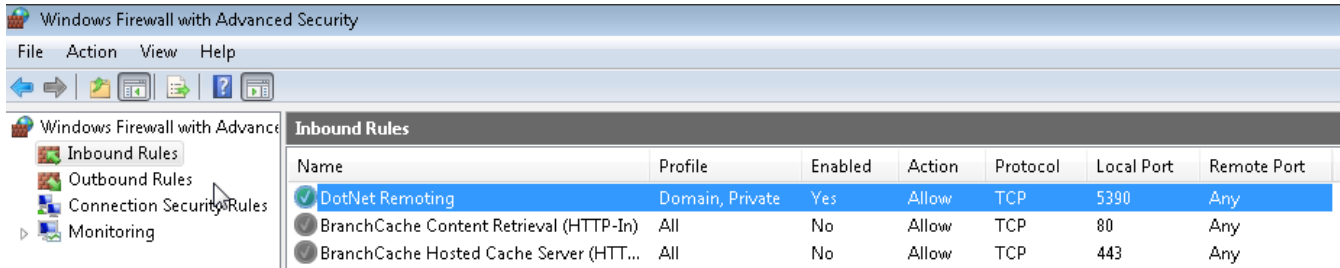 Windows Firewall with Advanced Security
File Action View Help
Windows Firewall with Advance
Inbound Rules
Outbound Rules
Connection Security Rules
Monitoring
Inbound Rules
Name Profile Enabled Action Protocol Local Port Remote Port
DotNet Remoting Domain, Private Yes Allow TCP 5390 Any
BranchCache Content Retrieval (HTTP-In) All No Allow TCP 80 Any
BranchCache Hosted Cache Server (HTT... All No Allow TCP 443 Any